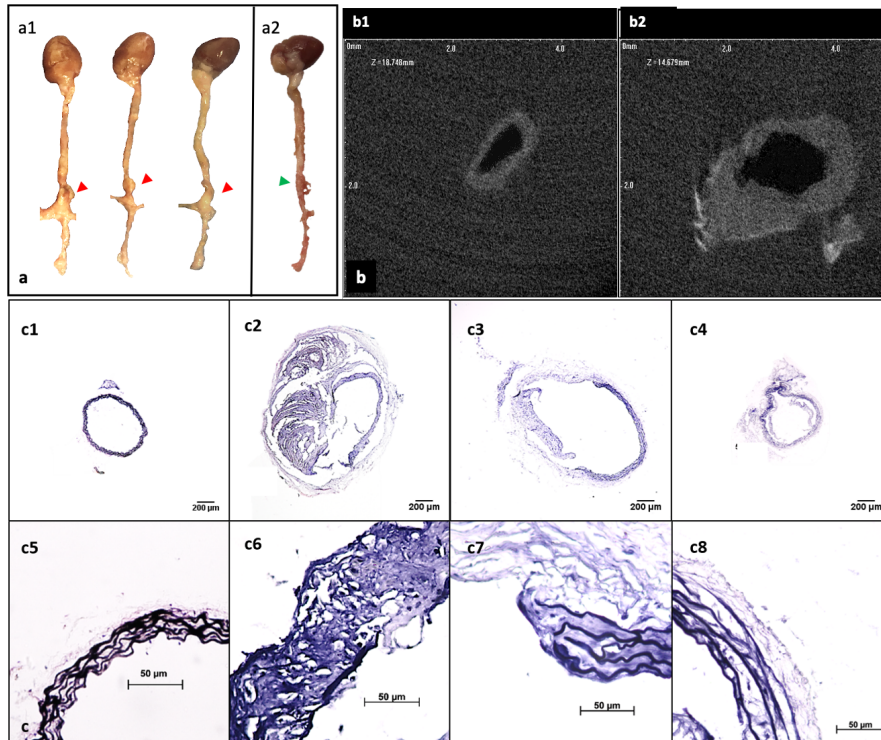 a1
a2
a
b1
0mm
2.0
4.0
Z = 18.748mm
2.0
b
b2
0mm
2.0
4.0
Z = 14.679mm
2.0
c1
200 µm
c2
200 µm
c3
200 µm
c4
200 µm
c5
50 µm
c
c6
50 µm
c7
50 µm
c8
50 µm